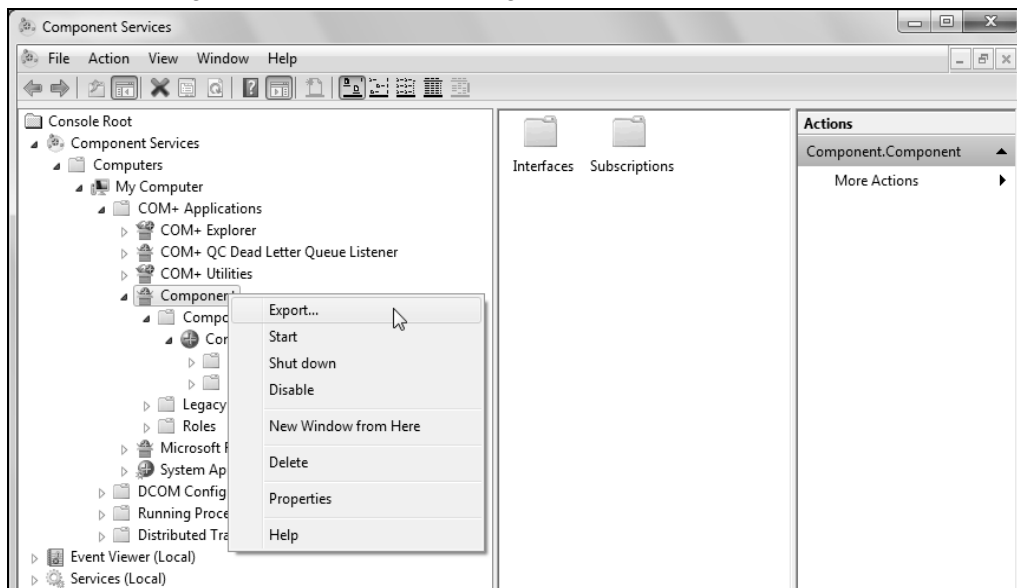 Component Services
File Action View Window Help
Console Root
Component Services
Computers
My Computer
COM+ Applications
COM+ Explorer
COM+ QC Dead Letter Queue Listener
COM+ Utilities
Componen
Compo
Co
Legacy
Roles
Microsoft
System Ap
DCOM Config
Running Proce
Distributed Tra
Event Viewer (Local)
Services (Local)
Export...
Start
Shut down
Disable
New Window from Here
Delete
Properties
Help
Interfaces Subscriptions
Actions
Component.Component
More Actions